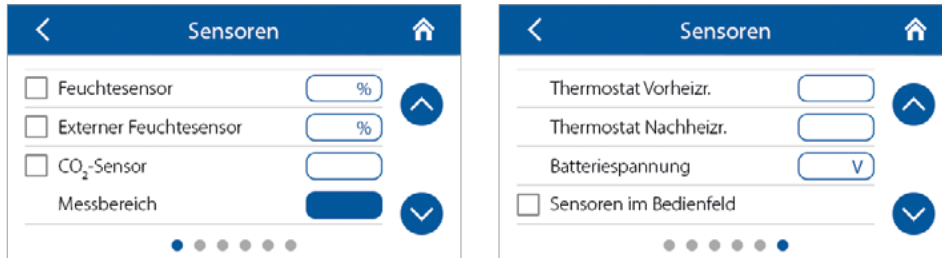 Sensoren
Feuchtesensor %
Externer Feuchtesensor %
CO₂-Sensor
Messbereich
Sensoren
Thermostat Vorheizr.
Thermostat Nachheizr.
Batteriespannung V
Sensoren im Bedienfeld